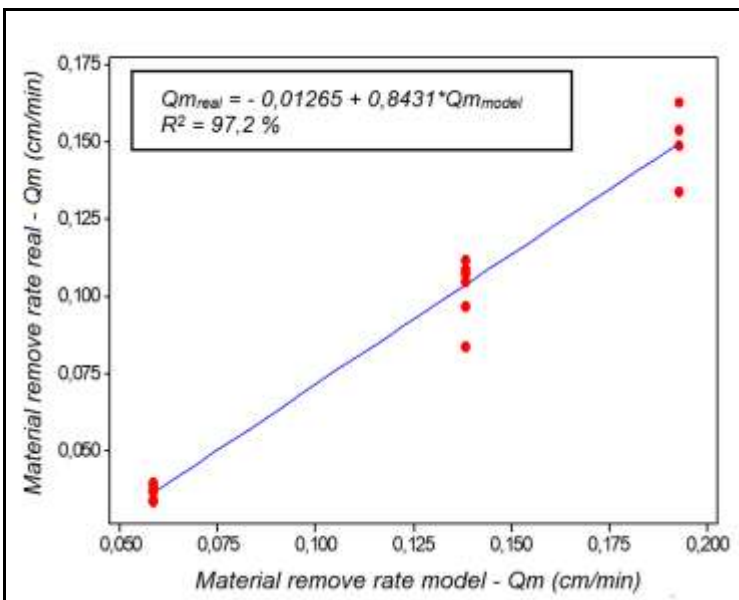 0,175
0,150
0,125
0,100
0,075
0,050
Material remove rate real - Qm (cm/min)
Qmreal = - 0,01265 + 0,8431*Qmmodel
R² = 97,2 %
0,050 0,075 0,100 0,125 0,150 0,175 0,200
Material remove rate model - Qm (cm/min)